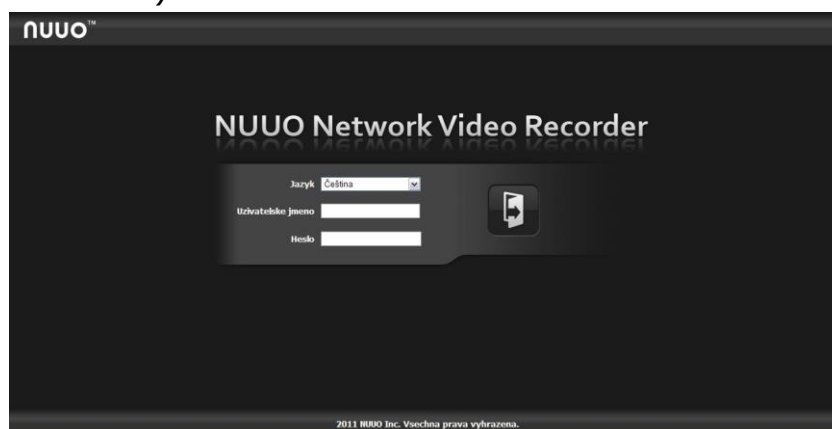 nuuo™
NUUO Network Video Recorder
Jazyk Čeština
Uzivatelske jmeno
Heslo
2011 NUUO Inc. Vsechna prava vyhrazena.